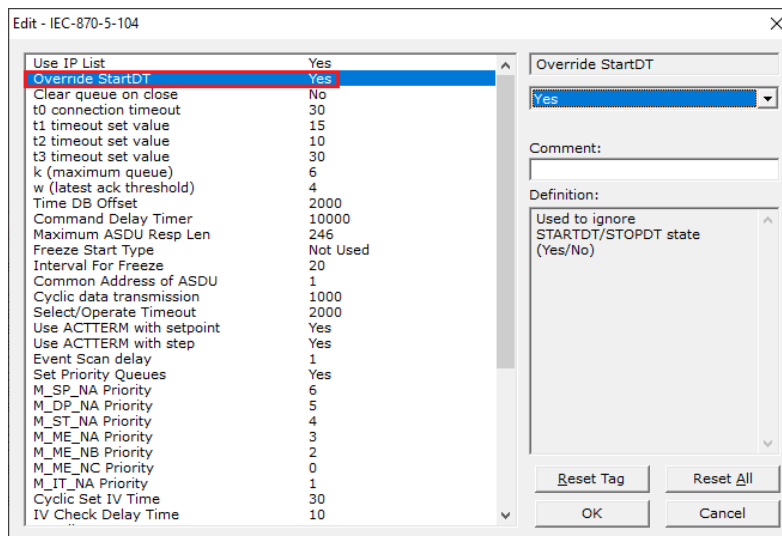 Edit - IEC-870-5-104
Use IP List Yes
Override StartDT Yes
Clear queue on close No
t0 connection timeout 30
t1 timeout set value 15
t2 timeout set value 10
t3 timeout set value 30
k (maximum queue) 6
w (latest ack threshold) 4
Time DB Offset 2000
Command Delay Timer 10000
Maximum ASDU Resp Len 246
Freeze Start Type Not Used
Interval For Freeze 20
Common Address of ASDU 1
Cyclic data transmission 1000
Select/Operate Timeout 2000
Use ACTTERM with setpoint Yes
Use ACTTERM with step Yes
Event Scan delay 1
Set Priority Queues Yes
M_SP_NA Priority 6
M_DP_NA Priority 5
M_ST_NA Priority 4
M_ME_NA Priority 3
M_ME_NB Priority 2
M_ME_NC Priority 0
M_IT_NA Priority 1
Cyclic Set IV Time 30
IV Check Delay Time 10
Override StartDT
Yes
Comment:
Definition:
Used to ignore
STARTDT/STOPDT state
(Yes/No)
Reset Tag
Reset All
OK
Cancel